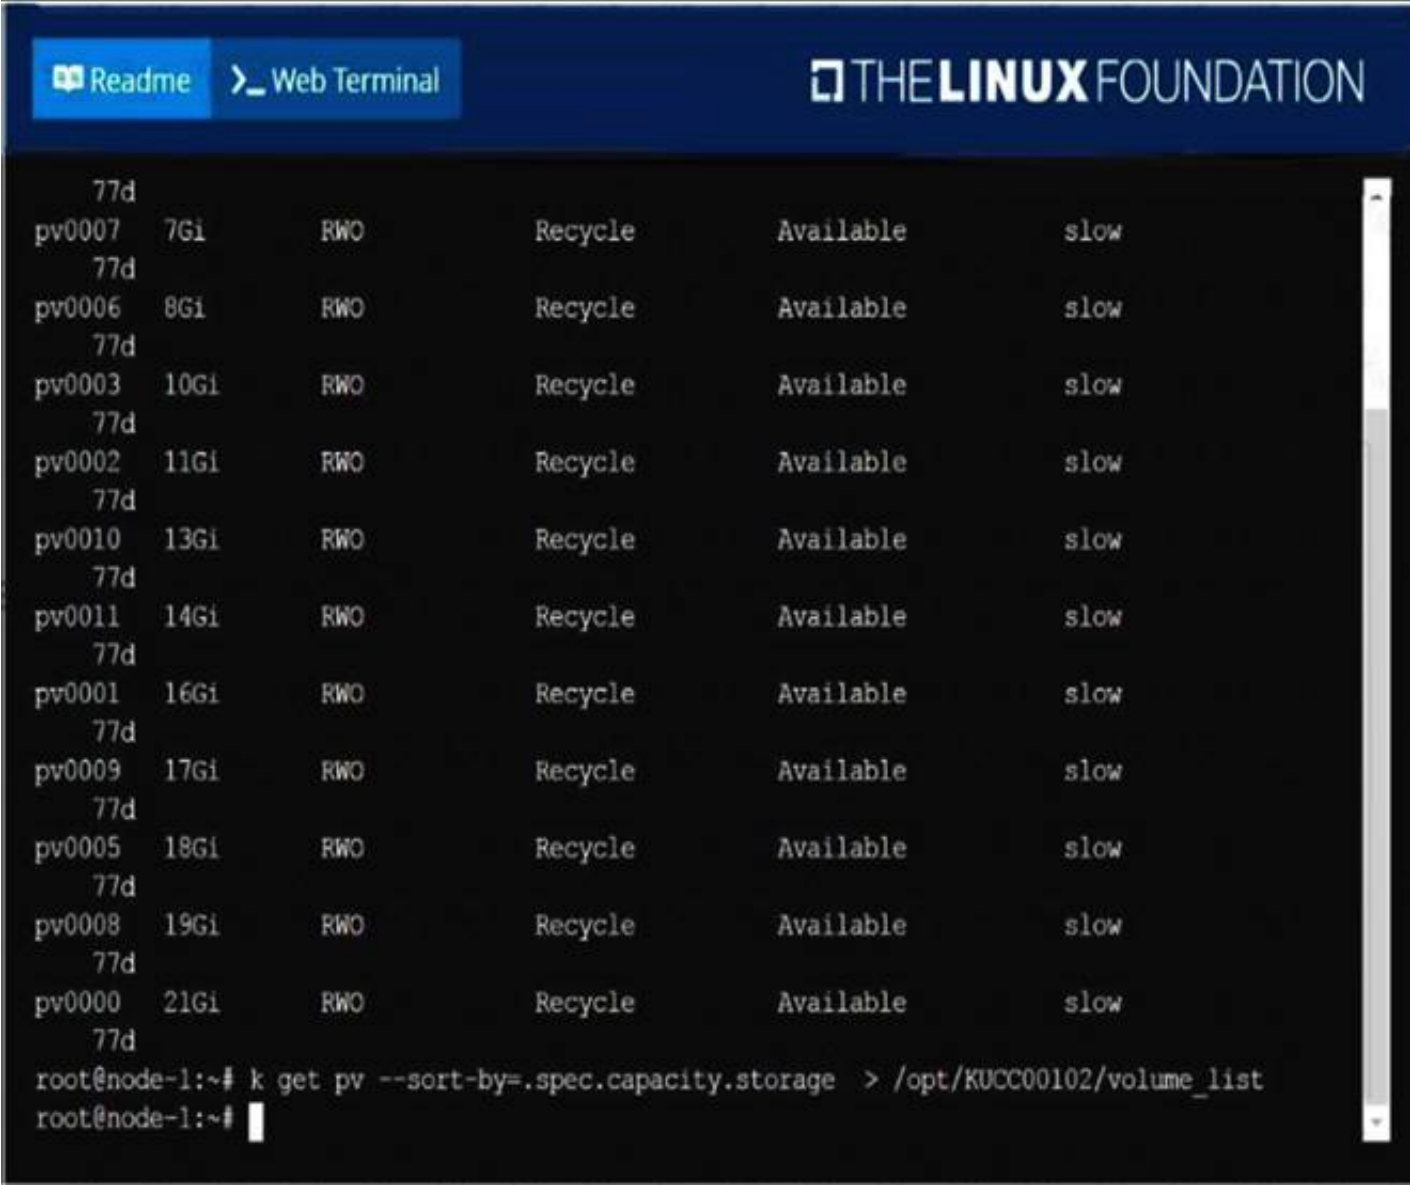 Readme
>_ Web Terminal
THE LINUX FOUNDATION
77d
pv0007 7Gi RWO Recycle Available slow
77d
pv0006 8Gi RWO Recycle Available slow
77d
pv0003 10Gi RWO Recycle Available slow
77d
pv0002 11Gi RWO Recycle Available slow
77d
pv0010 13Gi RWO Recycle Available slow
77d
pv0011 14Gi RWO Recycle Available slow
77d
pv0001 16Gi RWO Recycle Available slow
77d
pv0009 17Gi RWO Recycle Available slow
77d
pv0005 18Gi RWO Recycle Available slow
77d
pv0008 19Gi RWO Recycle Available slow
77d
pv0000 21Gi RWO Recycle Available slow
77d
root@node-1:~# k get pv --sort-by=.spec.capacity.storage > /opt/KUCC00102/volume_list
root@node-1:~#